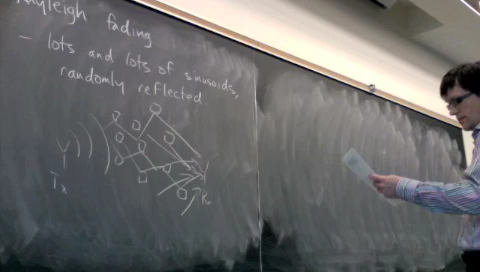 Rayleigh fading
- lots and lots of sinusoids,
randomly reflected
Tx
Rx